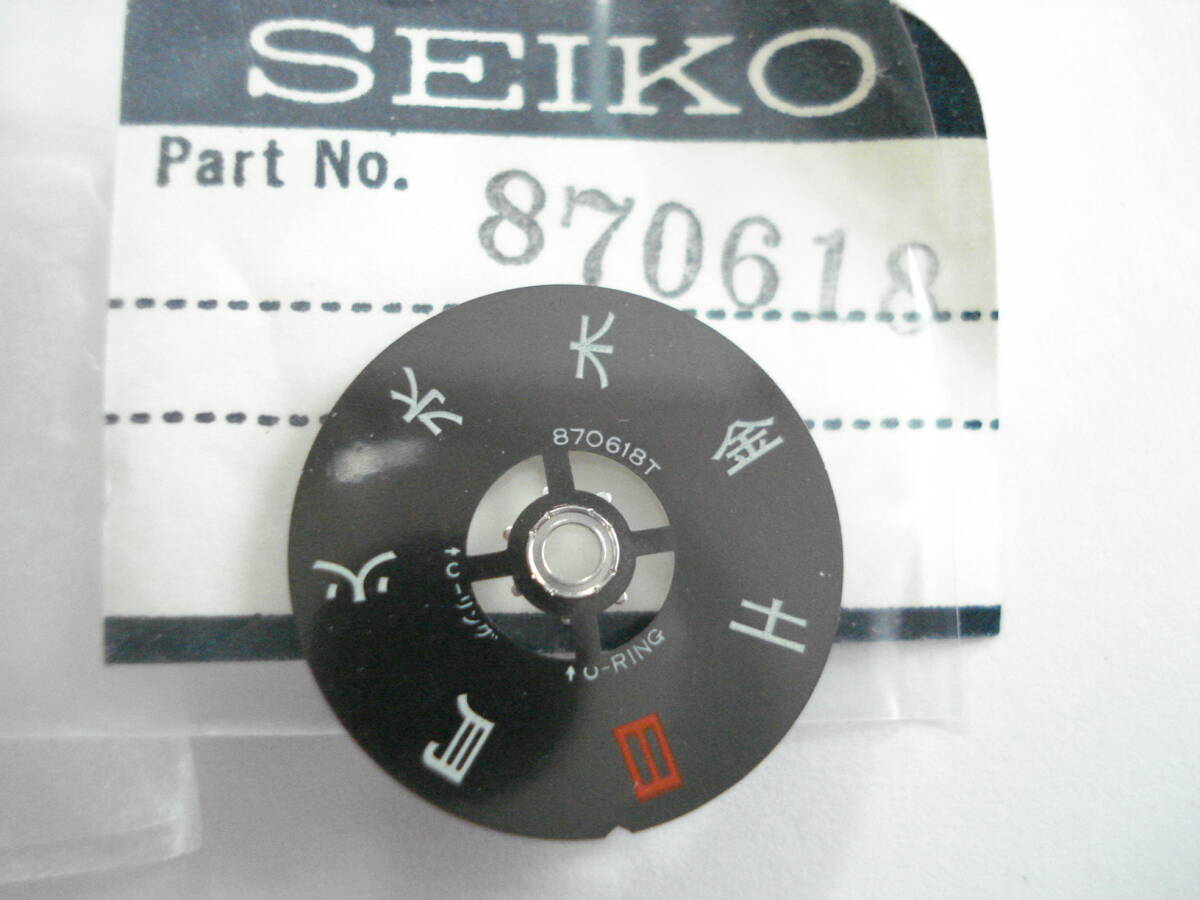 SEIKO
Part No. 870618
木
金
土
日
月
火
水
870618T
C-RING
C-リング